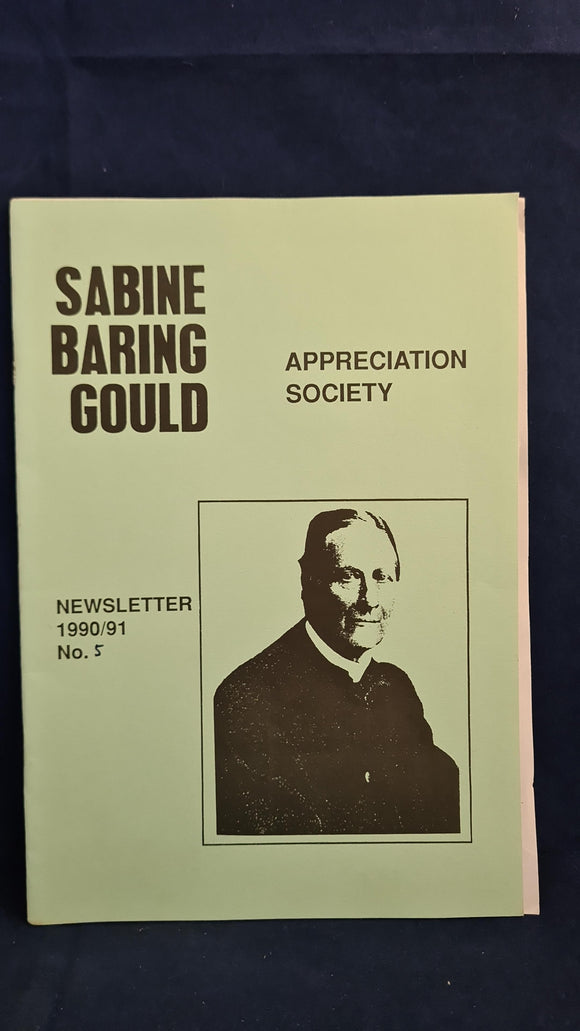 SABINE
BARING
GOULD
APPRECIATION
SOCIETY
NEWSLETTER
1990/91
No. 5